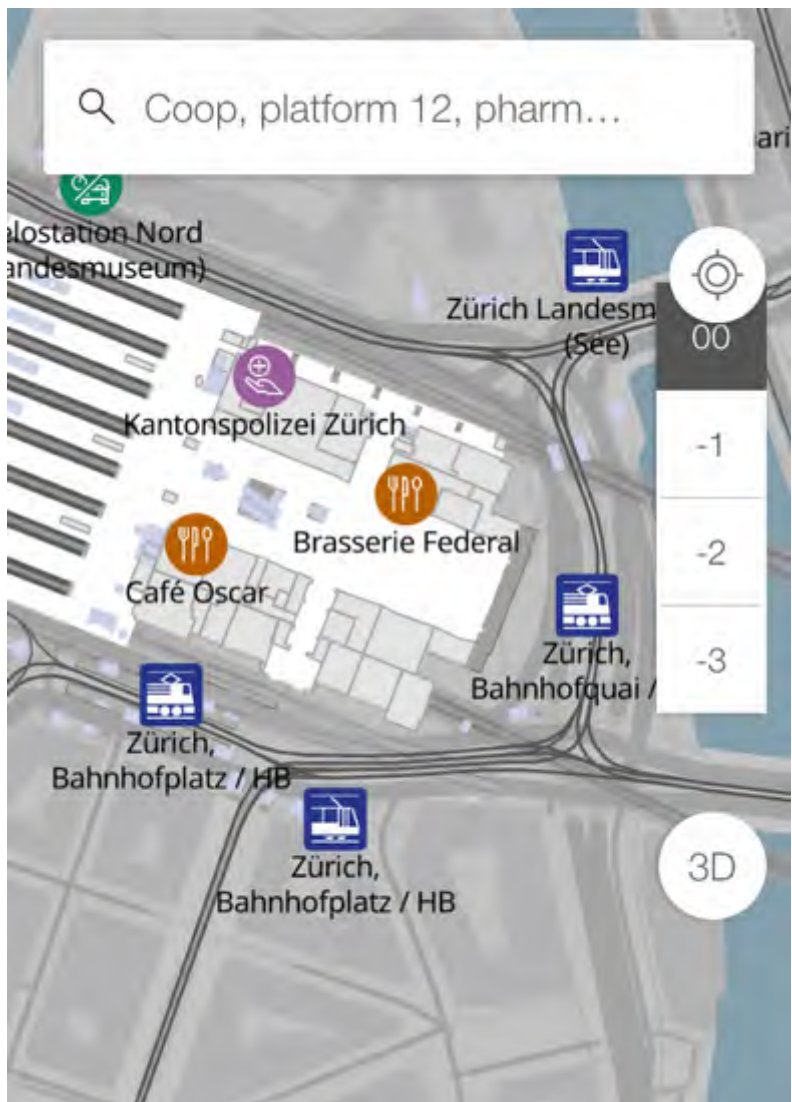 Coop, platform 12, pharm…
ari
elostation Nord
andesmuseum)
Zürich Landesm
(See)
00
Kantonspolizei Zürich
-1
Brasserie Federal
-2
Café Oscar
Zürich,
Bahnhofquai /
-3
Zürich,
Bahnhofplatz / HB
3D
Zürich,
Bahnhofplatz / HB